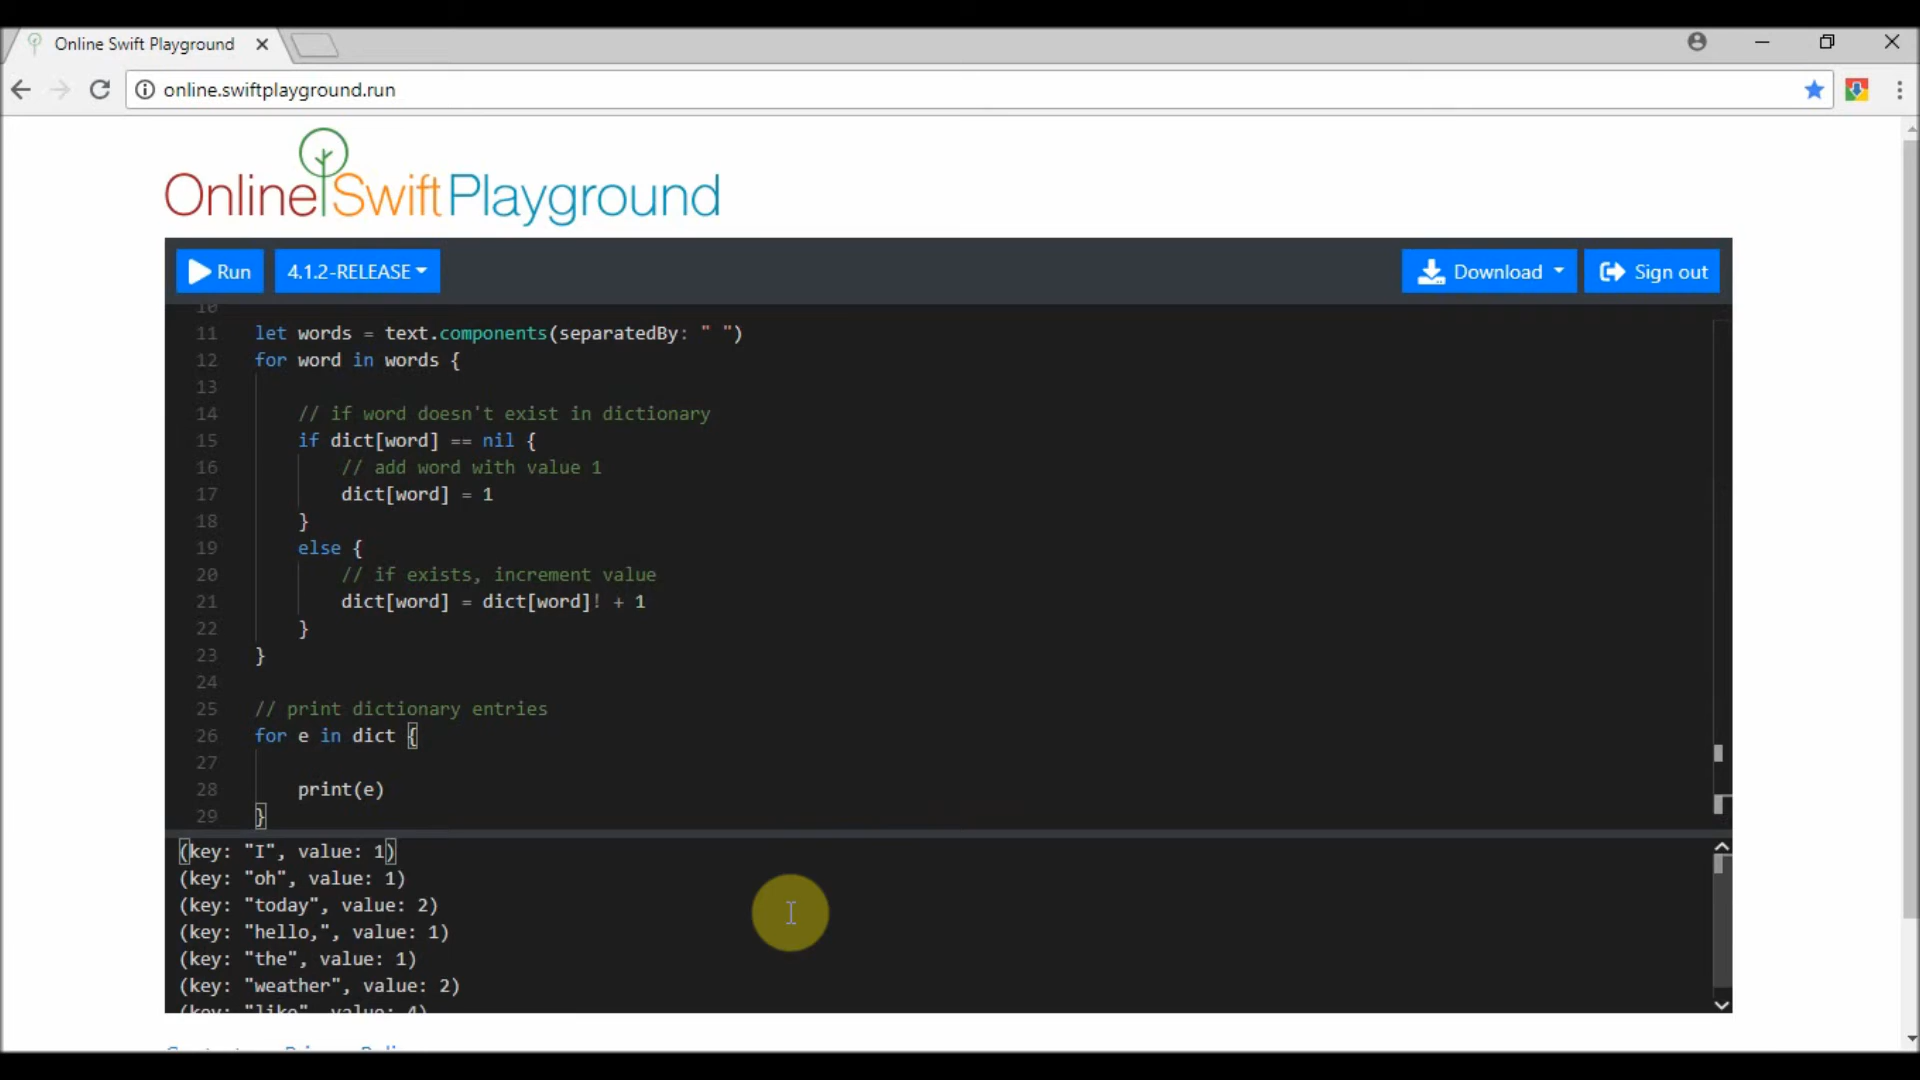 Online Swift Playground
online.swiftplayground.run
Online Swift Playground
Run 4.1.2-RELEASE Download Sign out
10
11 let words = text.components(separatedBy: " ")
12 for word in words {
13
14 // if word doesn't exist in dictionary
15 if dict[word] == nil {
16 // add word with value 1
17 dict[word] = 1
18 }
19 else {
20 // if exists, increment value
21 dict[word] = dict[word]! + 1
22 }
23 }
24
25 // print dictionary entries
26 for e in dict {
27
28 print(e)
29 }
(key: "I", value: 1)
(key: "oh", value: 1)
(key: "today", value: 2)
(key: "hello,", value: 1)
(key: "the", value: 1)
(key: "weather", value: 2)
(key: "like", value: 4)